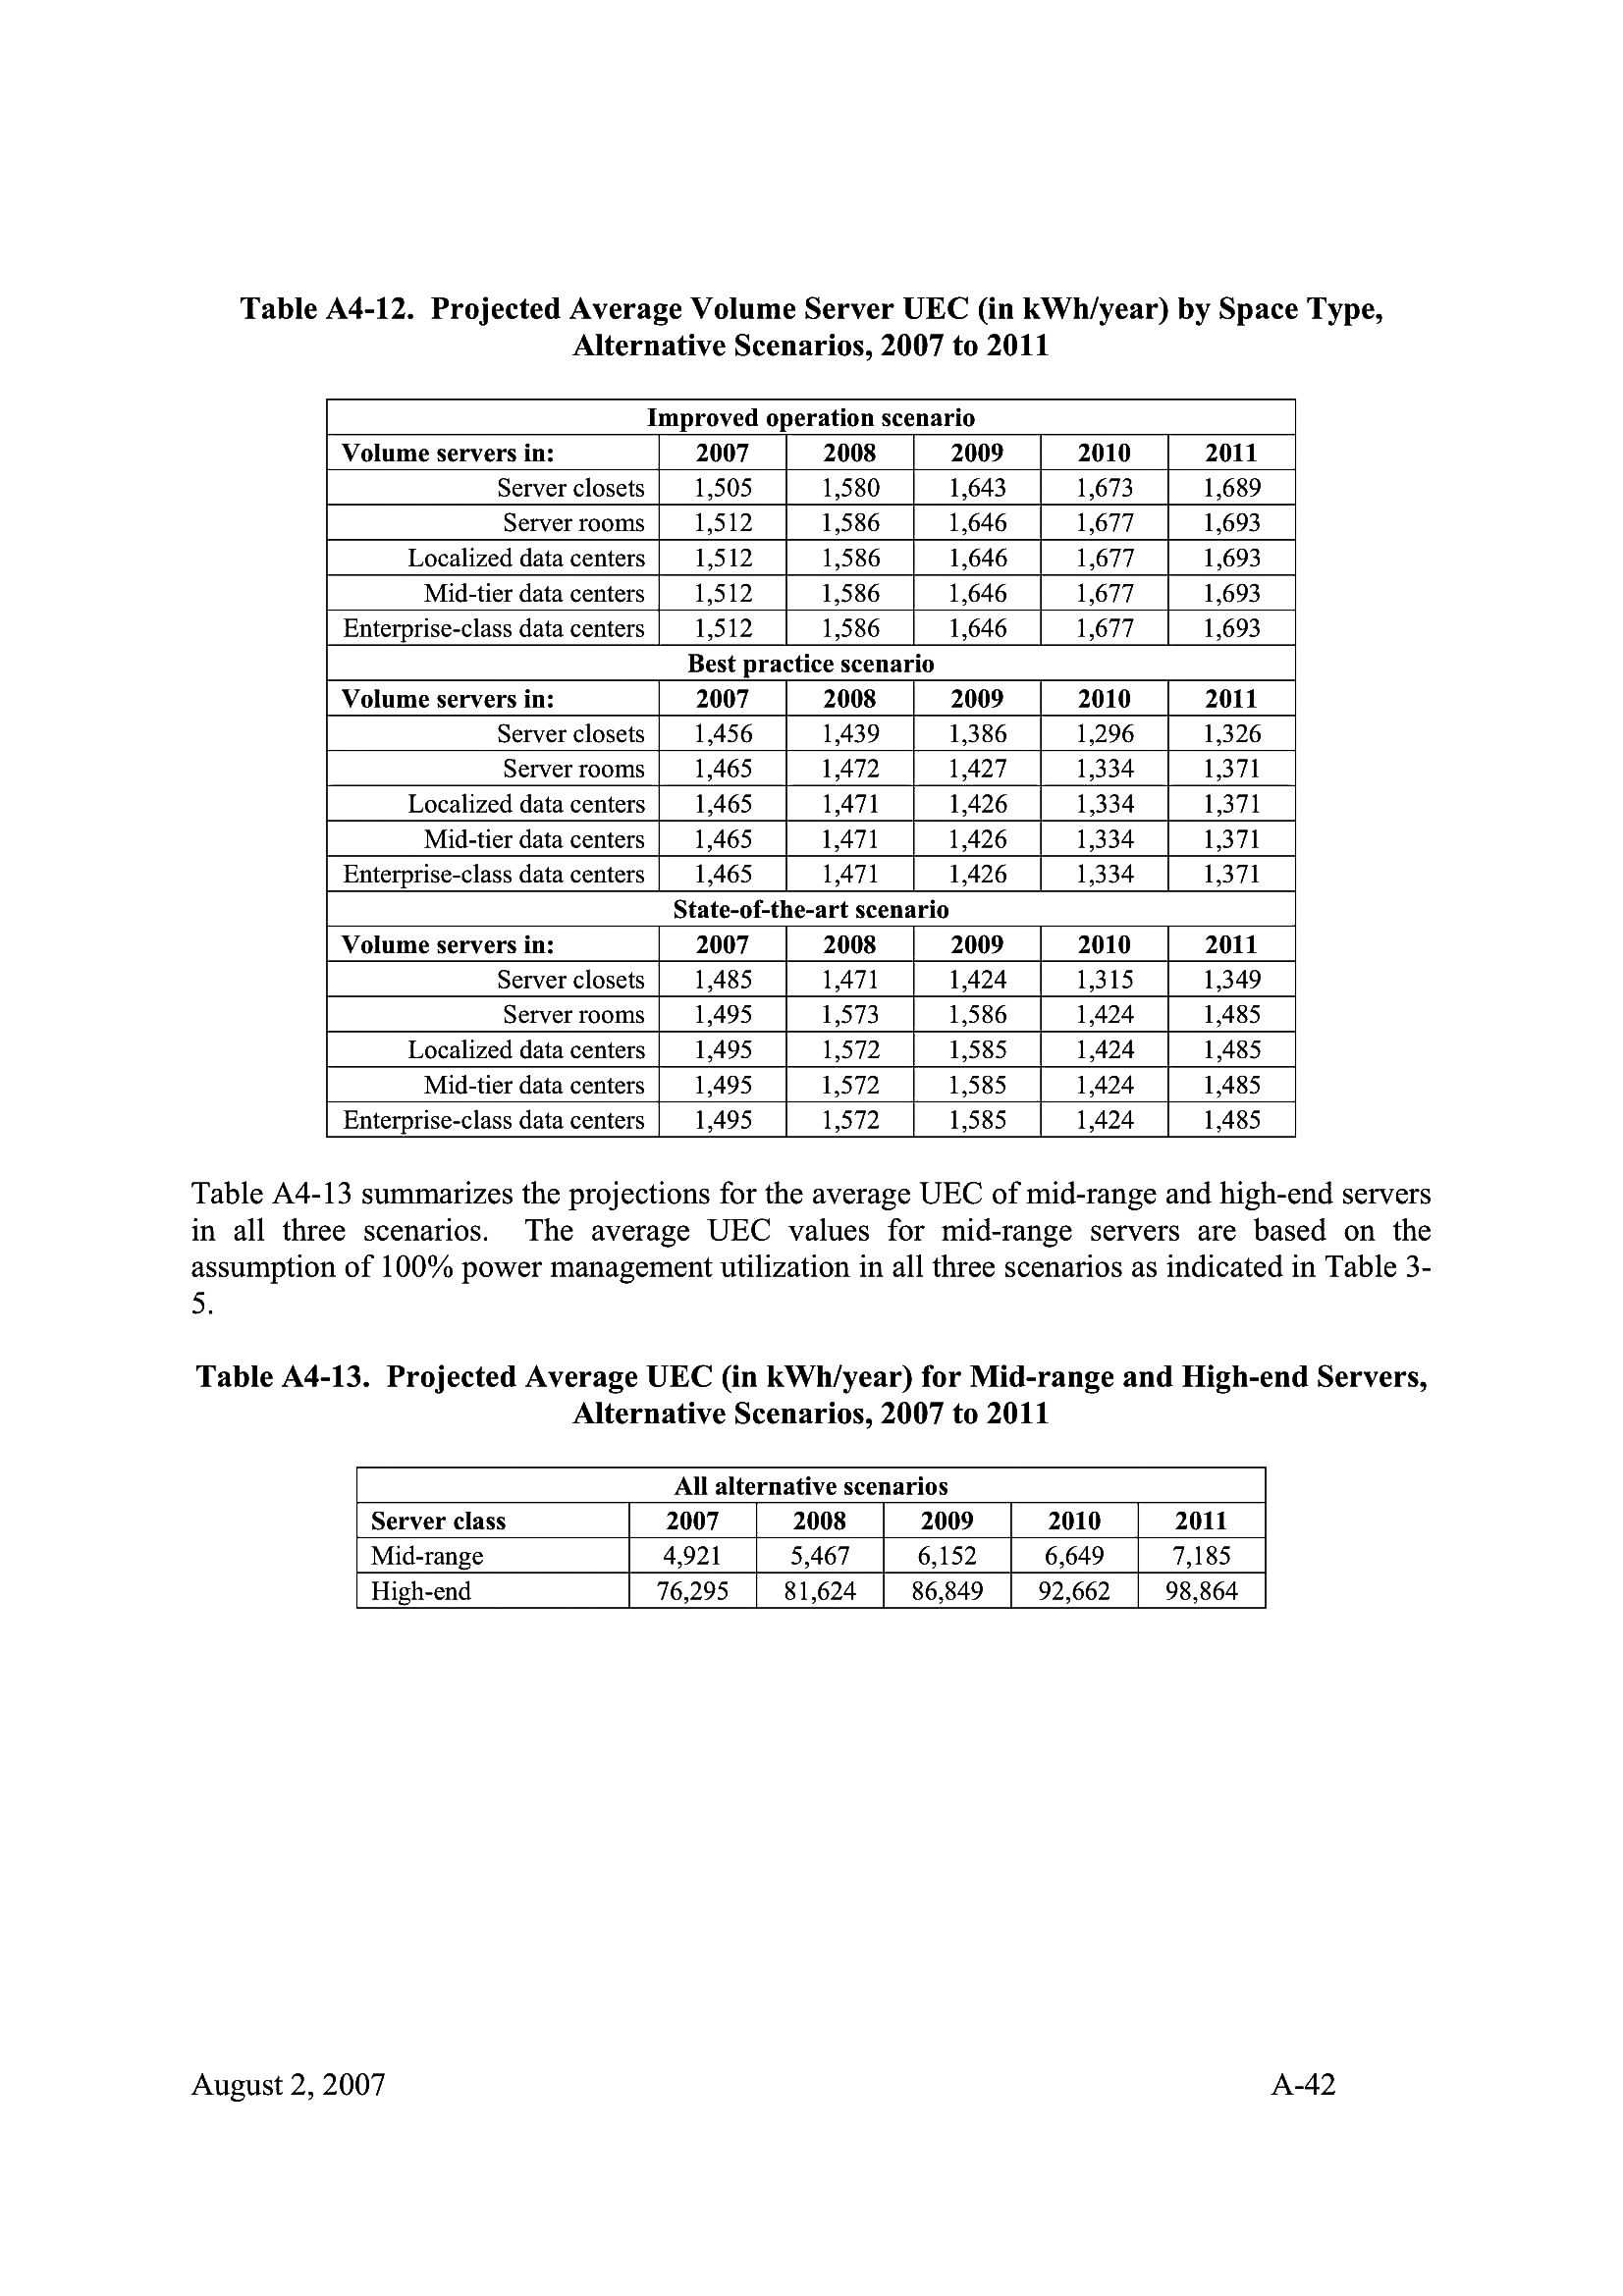 Table A4-12. Projected Average Volume Server UEC (in kWh/year) by Space Type,
Alternative Scenarios, 2007 to 2011
Improved operation scenario
Volume servers in: 2007 2008 2009 2010 2011
Server closets 1,505 1,580 1,643 1,673 1,689
Server rooms 1,512 1,586 1,646 1,677 1,693
Localized data centers 1,512 1,586 1,646 1,677 1,693
Mid-tier data centers 1,512 1,586 1,646 1,677 1,693
Enterprise-class data centers 1,512 1,586 1,646 1,677 1,693
Best practice scenario
Volume servers in: 2007 2008 2009 2010 2011
Server closets 1,456 1,439 1,386 1,296 1,326
Server rooms 1,465 1,472 1,427 1,334 1,371
Localized data centers 1,465 1,471 1,426 1,334 1,371
Mid-tier data centers 1,465 1,471 1,426 1,334 1,371
Enterprise-class data centers 1,465 1,471 1,426 1,334 1,371
State-of-the-art scenario
Volume servers in: 2007 2008 2009 2010 2011
Server closets 1,485 1,471 1,424 1,315 1,349
Server rooms 1,495 1,573 1,586 1,424 1,485
Localized data centers 1,495 1,572 1,585 1,424 1,485
Mid-tier data centers 1,495 1,572 1,585 1,424 1,485
Enterprise-class data centers 1,495 1,572 1,585 1,424 1,485
Table A4-13 summarizes the projections for the average UEC of mid-range and high-end servers
in all three scenarios. The average UEC values for mid-range servers are based on the
assumption of 100% power management utilization in all three scenarios as indicated in Table 3-
5.
Table A4-13. Projected Average UEC (in kWh/year) for Mid-range and High-end Servers,
Alternative Scenarios, 2007 to 2011
All alternative scenarios
Server class 2007 2008 2009 2010 2011
Mid-range 4,921 5,467 6,152 6,649 7,185
High-end 76,295 81,624 86,849 92,662 98,864
August 2, 2007 A-42